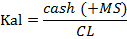 Kal = cash (+MS) / CL